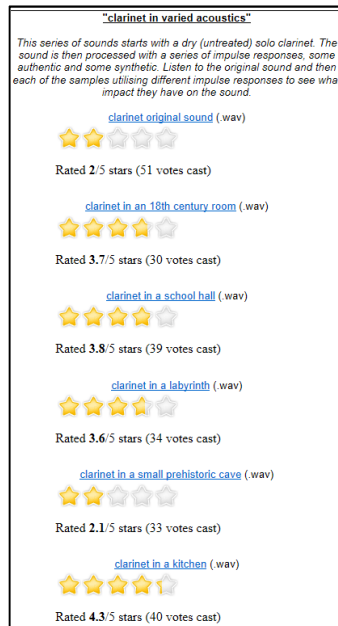 "clarinet in varied acoustics"
This series of sounds starts with a dry (untreated) solo clarinet. The
sound is then processed with a series of impulse responses, some
authentic and some synthetic. Listen to the original sound and then
each of the samples utilising different impulse responses to see what
impact they have on the sound.
clarinet original sound (.wav)
Rated 2/5 stars (51 votes cast)
clarinet in an 18th century room (.wav)
Rated 3.7/5 stars (30 votes cast)
clarinet in a school hall (.wav)
Rated 3.8/5 stars (39 votes cast)
clarinet in a labyrinth (.wav)
Rated 3.6/5 stars (34 votes cast)
clarinet in a small prehistoric cave (.wav)
Rated 2.1/5 stars (33 votes cast)
clarinet in a kitchen (.wav)
Rated 4.3/5 stars (40 votes cast)